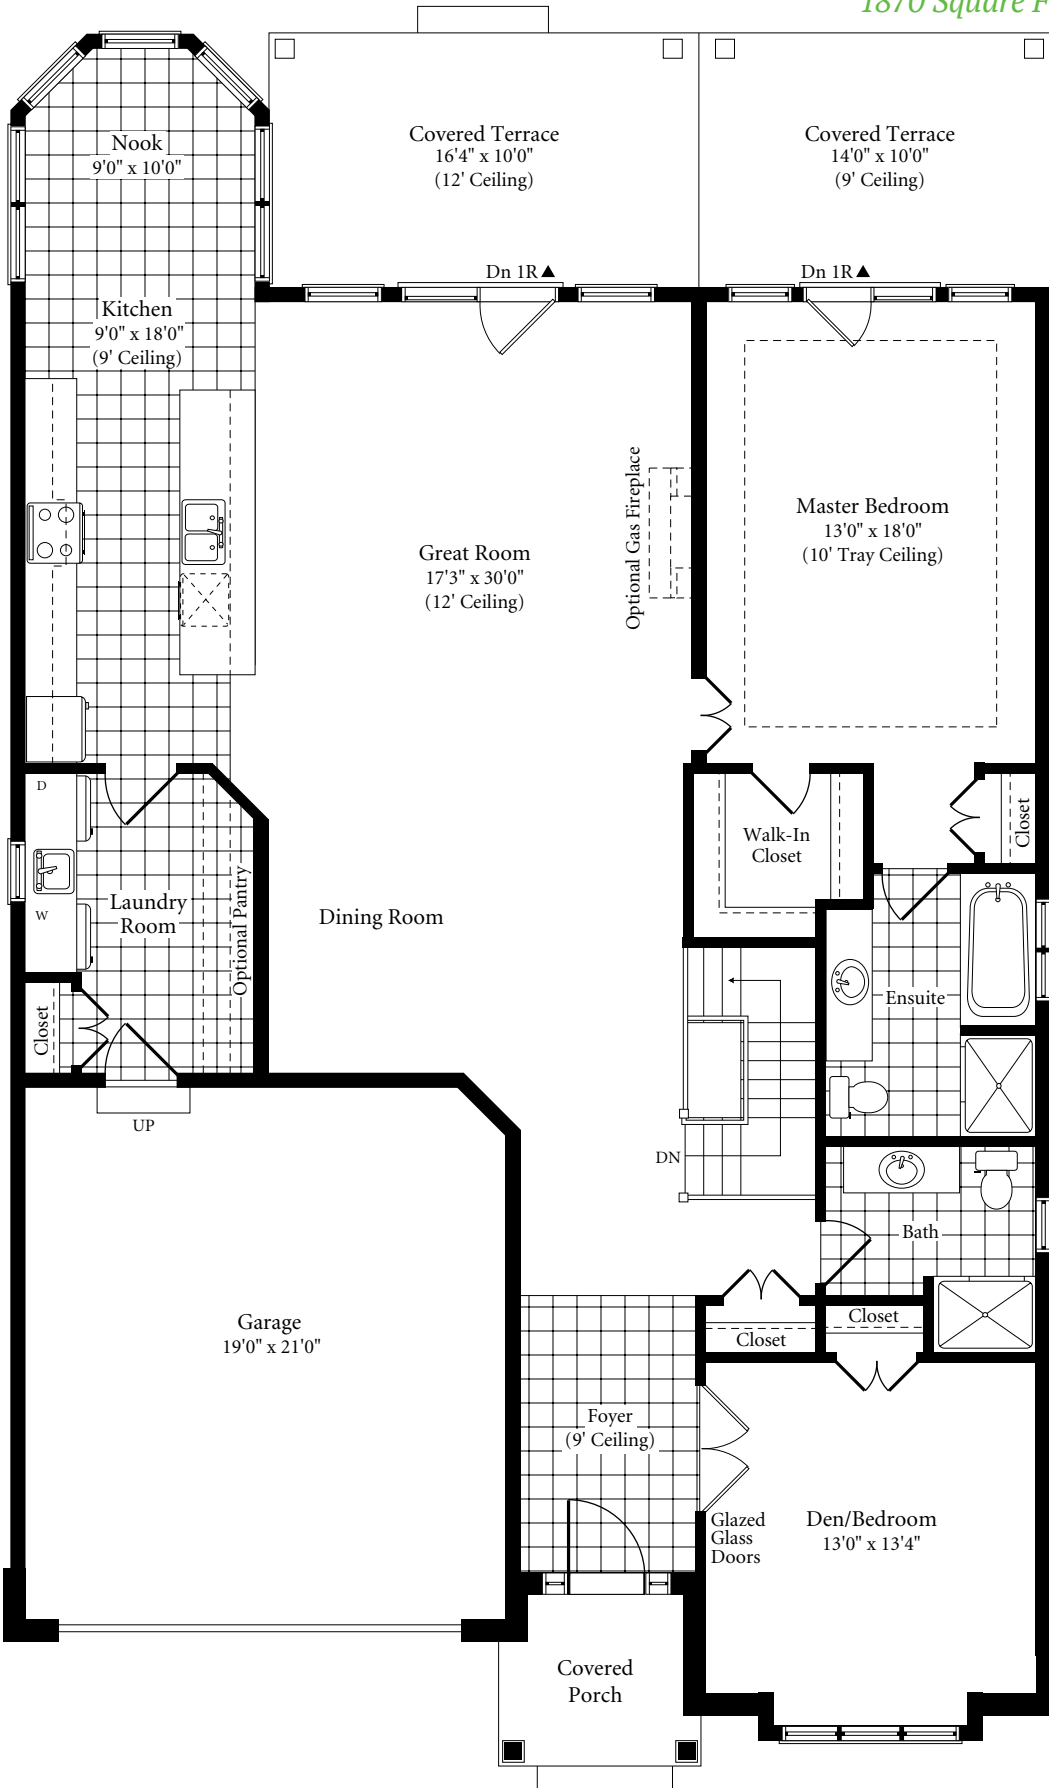 1870 Square F
Nook
9'0" x 10'0"
Covered Terrace
16'4" x 10'0"
(12' Ceiling)
Covered Terrace
14'0" x 10'0"
(9' Ceiling)
Dn 1R▲
Dn 1R▲
Kitchen
9'0" x 18'0"
(9' Ceiling)
Optional Gas Fireplace
Master Bedroom
13'0" x 18'0"
(10' Tray Ceiling)
Great Room
17'3" x 30'0"
(12' Ceiling)
D
W
Laundry
Room
Optional Pantry
Closet
Dining Room
Walk-In
Closet
Closet
Ensuite
UP
DN
Bath
Garage
19'0" x 21'0"
Closet
Closet
Foyer
(9' Ceiling)
Glazed
Glass
Doors
Den/Bedroom
13'0" x 13'4"
Covered
Porch